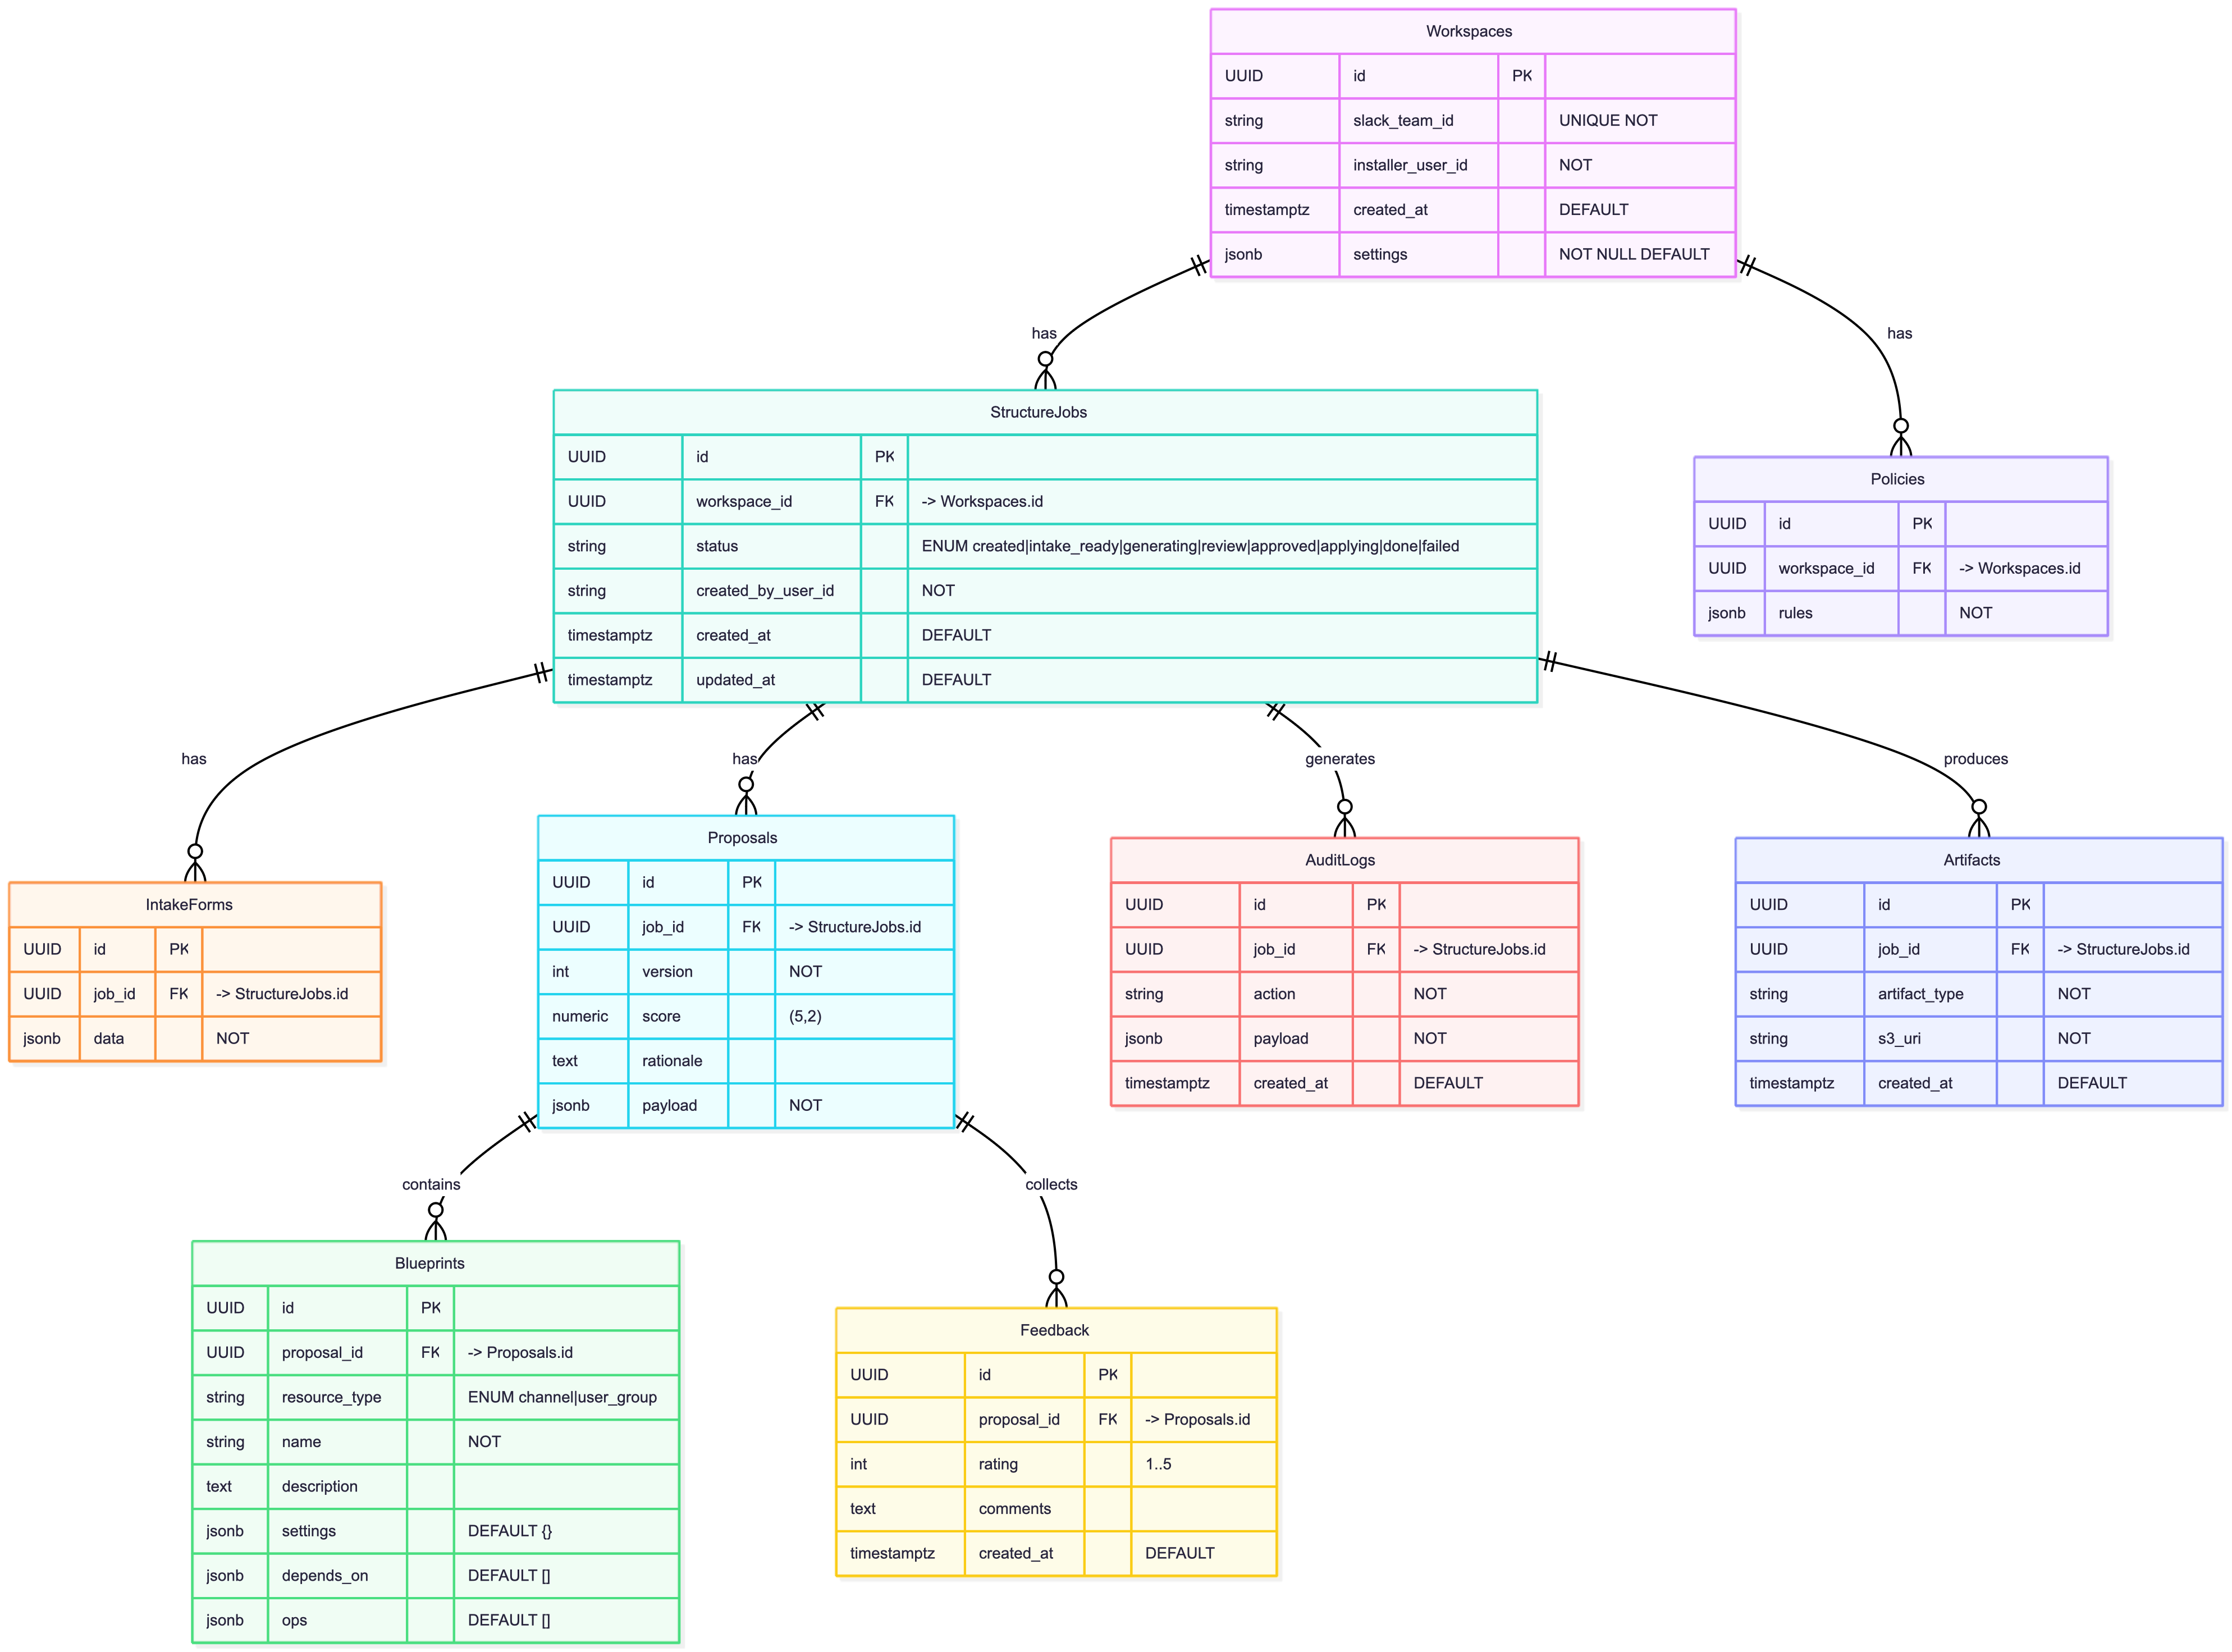 Workspaces
UUID id PK
string slack_team_id UNIQUE NOT
string installer_user_id NOT
timestamptz created_at DEFAULT
jsonb settings NOT NULL DEFAULT
has
has
StructureJobs
UUID id PK
UUID workspace_id FK -> Workspaces.id
string status ENUM created|intake_ready|generating|review|approved|applying|done|failed
string created_by_user_id NOT
timestamptz created_at DEFAULT
timestamptz updated_at DEFAULT
Policies
UUID id PK
UUID workspace_id FK -> Workspaces.id
jsonb rules NOT
has
has
generates
produces
IntakeForms
UUID id PK
UUID job_id FK -> StructureJobs.id
jsonb data NOT
Proposals
UUID id PK
UUID job_id FK -> StructureJobs.id
int version NOT
numeric score (5,2)
text rationale
jsonb payload NOT
AuditLogs
UUID id PK
UUID job_id FK -> StructureJobs.id
string action NOT
jsonb payload NOT
timestamptz created_at DEFAULT
Artifacts
UUID id PK
UUID job_id FK -> StructureJobs.id
string artifact_type NOT
string s3_uri NOT
timestamptz created_at DEFAULT
contains
collects
Blueprints
UUID id PK
UUID proposal_id FK -> Proposals.id
string resource_type ENUM channel|user_group
string name NOT
text description
jsonb settings DEFAULT {}
jsonb depends_on DEFAULT []
jsonb ops DEFAULT []
Feedback
UUID id PK
UUID proposal_id FK -> Proposals.id
int rating 1..5
text comments
timestamptz created_at DEFAULT